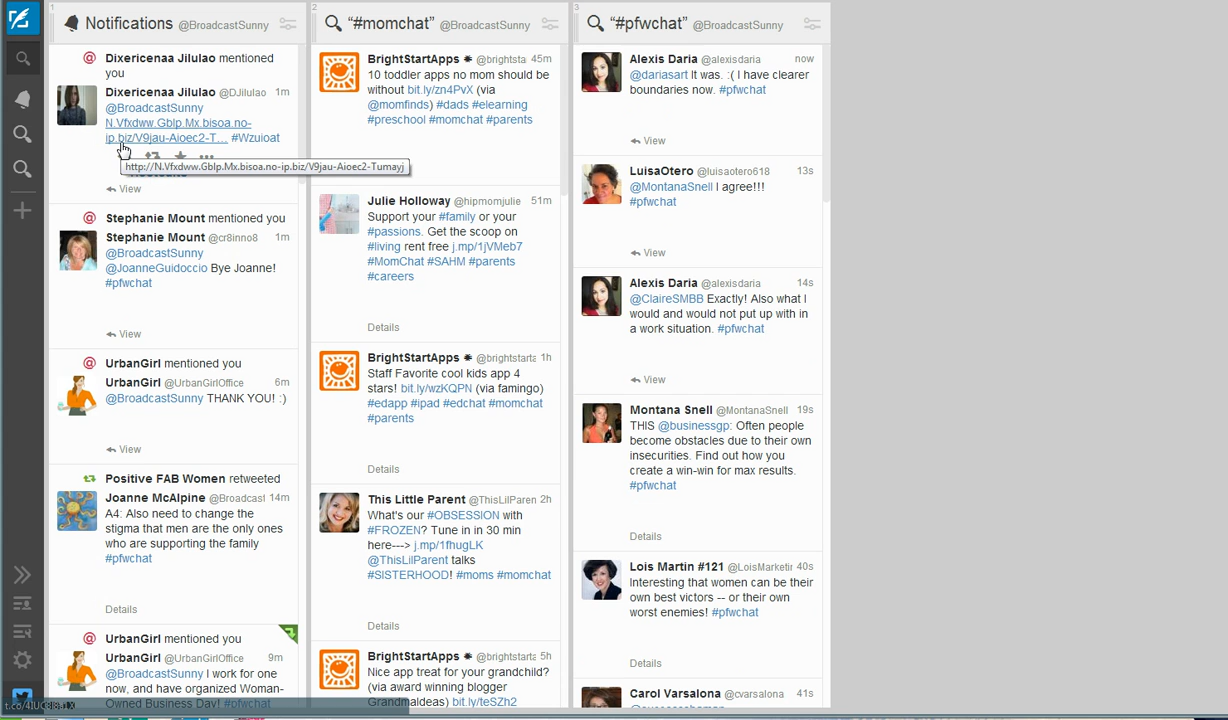 1
Notifications @BroadcastSunny
Dixericenaa Jilulao mentioned
you
Dixericenaa Jilulao @DJilulao 1m
@BroadcastSunny
N.Vfxdww.Gblp.Mx.bisoa.no-
ip.biz/V9jau-Aioec2-T... #Wzuioat
http://N.Vfxdww.Gblp.Mx.bisoa.no-ip.biz/V9jau-Aioec2-Tumayj
View
Stephanie Mount mentioned you
Stephanie Mount @cr8inno8 1m
@BroadcastSunny
@JoanneGuidoccio Bye Joanne!
#pfwchat
View
UrbanGirl mentioned you
UrbanGirl @UrbanGirlOffice 6m
@BroadcastSunny THANK YOU! :)
View
Positive FAB Women retweeted
Joanne McAlpine @Broadcast 14m
A4: Also need to change the
stigma that men are the only ones
who are supporting the family
#pfwchat
Details
UrbanGirl mentioned you
UrbanGirl @UrbanGirlOffice 9m
@BroadcastSunny I work for one
now, and have organized Woman-
Owned Business Day! #pfwchat
2
"#momchat" @BroadcastSunny
BrightStartApps @brightsta 45m
10 toddler apps no mom should be
without bit.ly/zn4PvX (via
@momfinds) #dads #elearning
#preschool #momchat #parents
Julie Holloway @hipmomjulie 51m
Support your #family or your
#passions. Get the scoop on
#living rent free j.mp/1jVMeb7
#MomChat #SAHM #parents
#careers
Details
BrightStartApps @brightsta 1h
Staff Favorite cool kids app 4
stars! bit.ly/wzKQPN (via famingo)
#edapp #ipad #edchat #momchat
#parents
Details
This Little Parent @ThisLilParen 2h
What's our #OBSESSION with
#FROZEN? Tune in in 30 min
here---> j.mp/1fhugLK
@ThisLilParent talks
#SISTERHOOD! #moms #momchat
Details
BrightStartApps @brightsta 5h
Nice app treat for your grandchild?
(via award winning blogger
Grandmaldeas) bit.ly/teSZh2
3
"#pfwchat" @BroadcastSunny
Alexis Daria @alexisdaria now
@dariasart It was. :( I have clearer
boundaries now. #pfwchat
View
LuisaOtero @luisaotero618 13s
@MontanaSnell I agree!!!
#pfwchat
View
Alexis Daria @alexisdaria 14s
@ClaireSMBB Exactly! Also what I
would and would not put up with in
a work situation. #pfwchat
View
Montana Snell @MontanaSnell 19s
THIS @businessgp: Often people
become obstacles due to their own
insecurities. Find out how you
create a win-win for max results.
#pfwchat
Details
Lois Martin #121 @LoisMarketir 40s
Interesting that women can be their
own best victors -- or their own
worst enemies! #pfwchat
Details
Carol Varsalona @cvarsalona 41s